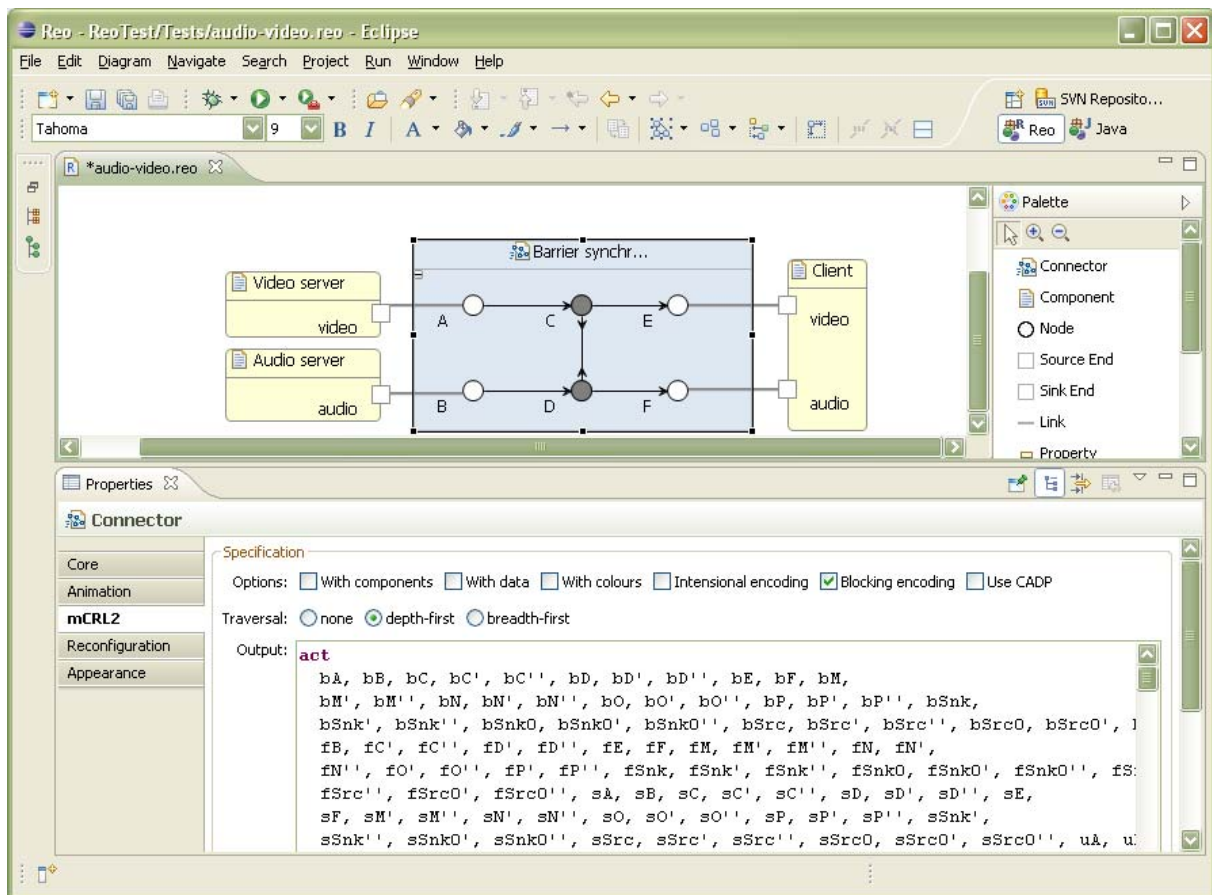 Reo - ReoTest/Tests/audio-video.reo - Eclipse
File Edit Diagram Navigate Search Project Run Window Help
SVN Reposito...
Tahoma 9 B I A Reo Java
*audio-video.reo
Palette
Barrier synchr...
Connector
Video server
Client
Component
video
A C E
video
Node
Audio server
Source End
audio
B D F
audio
Sink End
Link
Property
Properties
Connector
Core
Animation
mCRL2
Reconfiguration
Appearance
Specification
Options: With components With data With colours Intensional encoding Blocking encoding Use CADP
Traversal: none depth-first breadth-first
Output: act
bA, bB, bC, bC', bC'', bD, bD', bD'', bE, bF, bM,
bM', bM'', bN, bN', bN'', bO, bO', bO'', bP, bP', bP'', bSnk,
bSnk', bSnk'', bSnk0, bSnk0', bSnk0'', bSrc, bSrc', bSrc'', bSrc0, bSrc0',
fB, fC', fC'', fD', fD'', fE, fF, fM, fM', fM'', fN, fN',
fN'', fO', fO'', fP', fP'', fSnk, fSnk', fSnk'', fSnk0, fSnk0', fSnk0'',
fSrc'', fSrc0', fSrc0'', sA, sB, sC, sC', sC'', sD, sD', sD'', sE,
sF, sM', sM'', sN', sN'', sO, sO', sO'', sP, sP', sP'', sSnk',
sSnk'', sSnk0', sSnk0'', sSrc, sSrc', sSrc'', sSrc0, sSrc0', sSrc0'', uA,